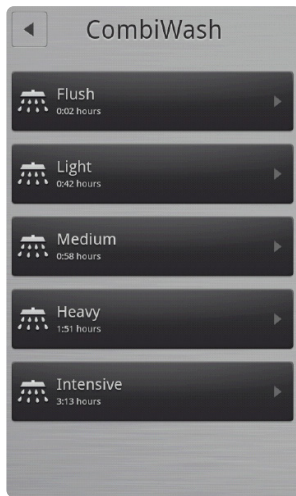 CombiWash
Flush
0:02 hours
Light
0:42 hours
Medium
0:58 hours
Heavy
1:51 hours
Intensive
3:13 hours